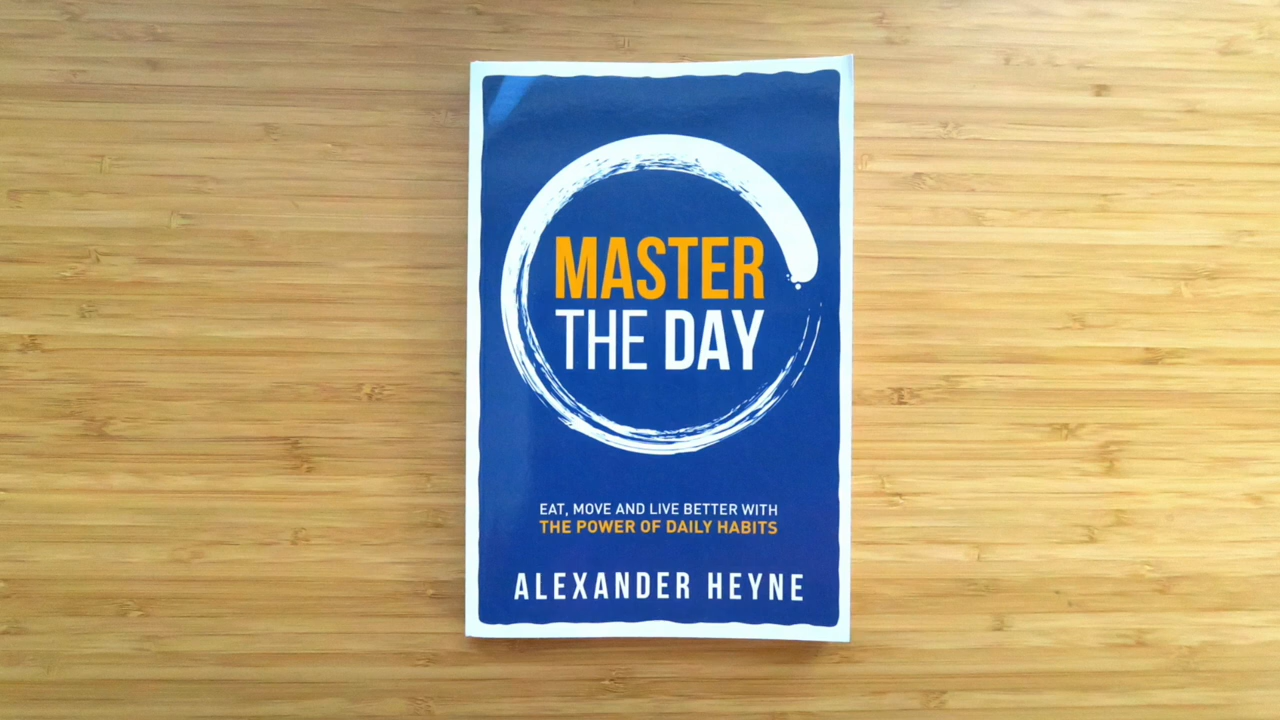 MASTER
THE DAY
EAT, MOVE AND LIVE BETTER WITH
THE POWER OF DAILY HABITS
ALEXANDER HEYNE